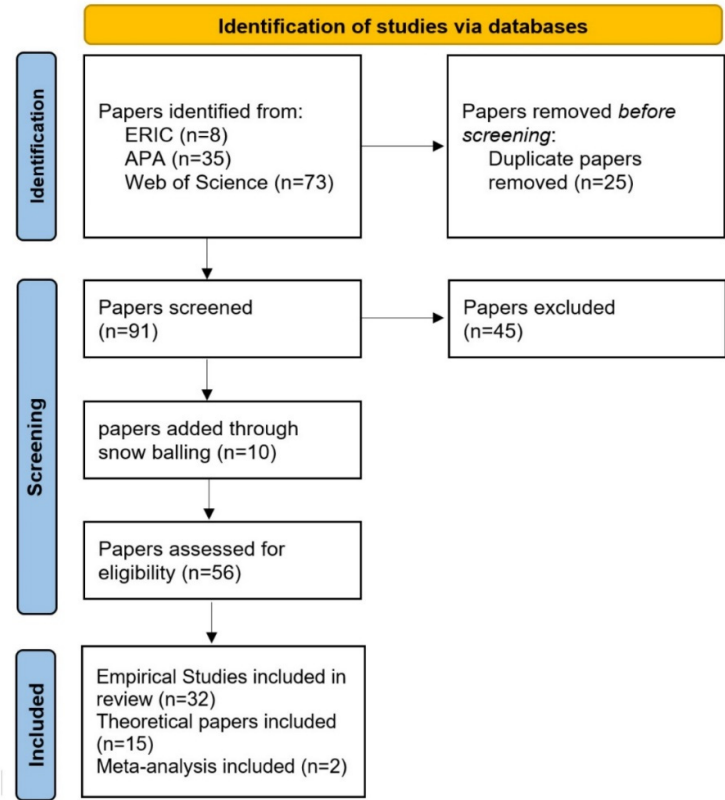 Identification of studies via databases
Identification
Papers identified from:
ERIC (n=8)
APA (n=35)
Web of Science (n=73)
Papers removed before
screening:
Duplicate papers
removed (n=25)
Screening
Papers screened
(n=91)
Papers excluded
(n=45)
papers added through
snow balling (n=10)
Papers assessed for
eligibility (n=56)
Included
Empirical Studies included in
review (n=32)
Theoretical papers included
(n=15)
Meta-analysis included (n=2)